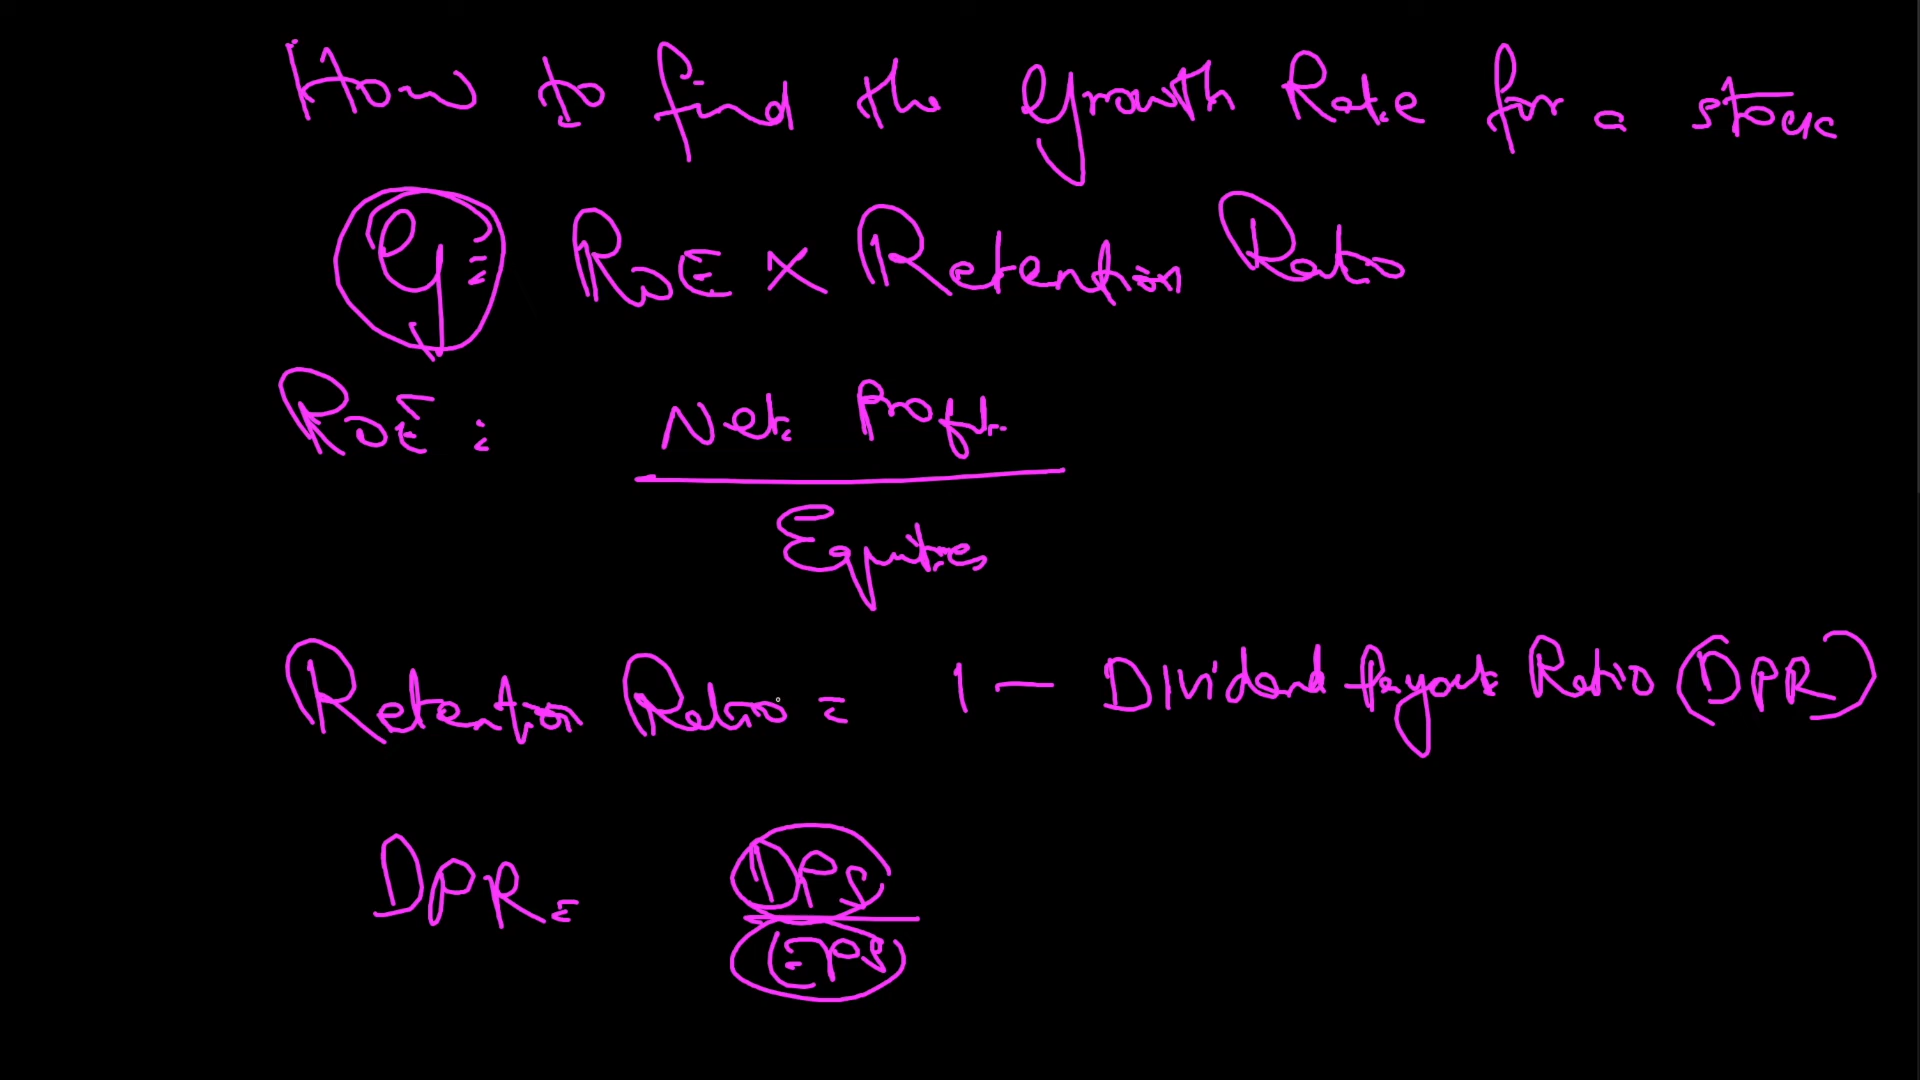 How to find the Growth Rate for a stock
g = ROE × Retention Ratio
ROE = Net Profit
Equities
Retention Ratio = 1 — Dividend Payout Ratio (DPR)
DPR = DPS
EPS